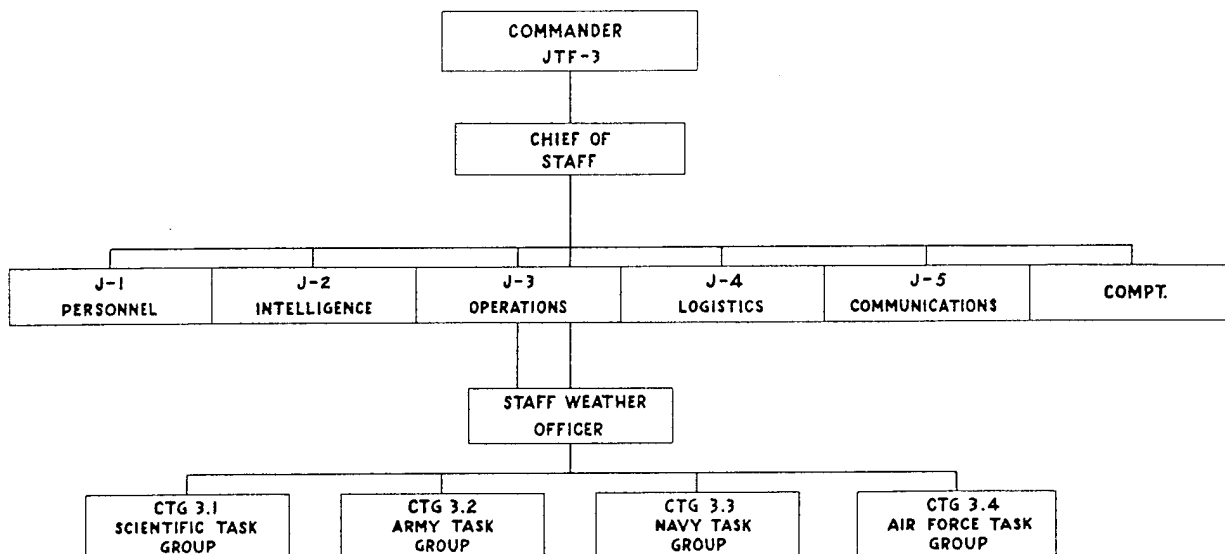 COMMANDER
JTF-3
CHIEF OF
STAFF
J-1
PERSONNEL
J-2
INTELLIGENCE
J-3
OPERATIONS
J-4
LOGISTICS
J-5
COMMUNICATIONS
COMPT.
STAFF WEATHER
OFFICER
CTG 3.1
SCIENTIFIC TASK
GROUP
CTG 3.2
ARMY TASK
GROUP
CTG 3.3
NAVY TASK
GROUP
CTG 3.4
AIR FORCE TASK
GROUP